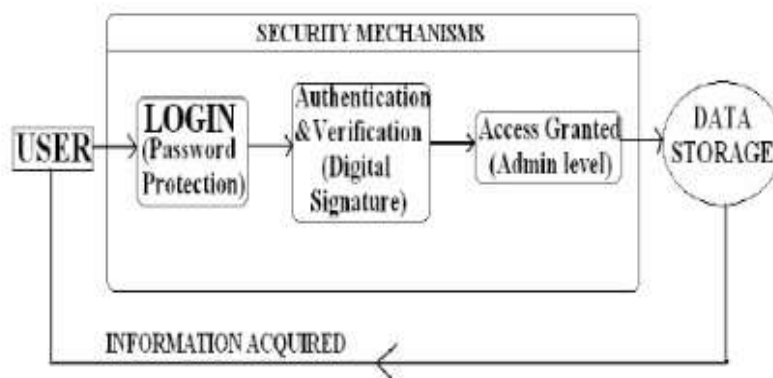 SECURITY MECHANISMS
USER
LOGIN
(Password
Protection)
Authentication
&Verification
(Digital
Signature)
Access Granted
(Admin level)
DATA
STORAGE
INFORMATION ACQUIRED